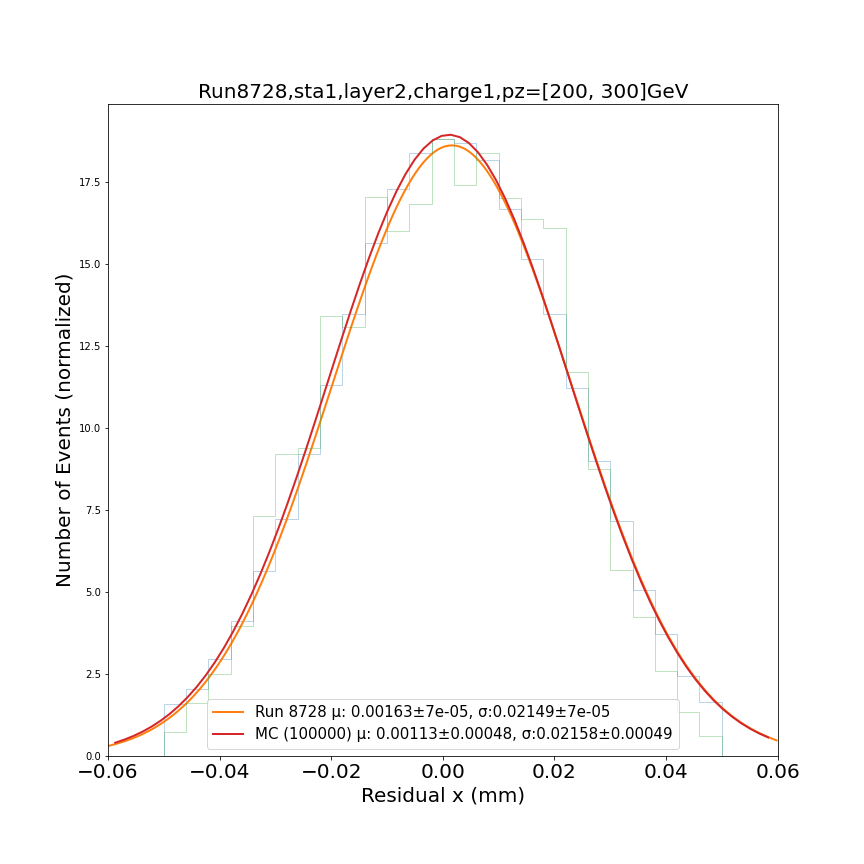 Run8728,sta1,layer2,charge1,pz=[200, 300]GeV
Number of Events (normalized)
17.5
15.0
12.5
10.0
7.5
5.0
2.5
0.0
Run 8728 μ: 0.00163±7e-05, σ:0.02149±7e-05
MC (100000) μ: 0.00113±0.00048, σ:0.02158±0.00049
−0.06 −0.04 −0.02 0.00 0.02 0.04 0.06
Residual x (mm)